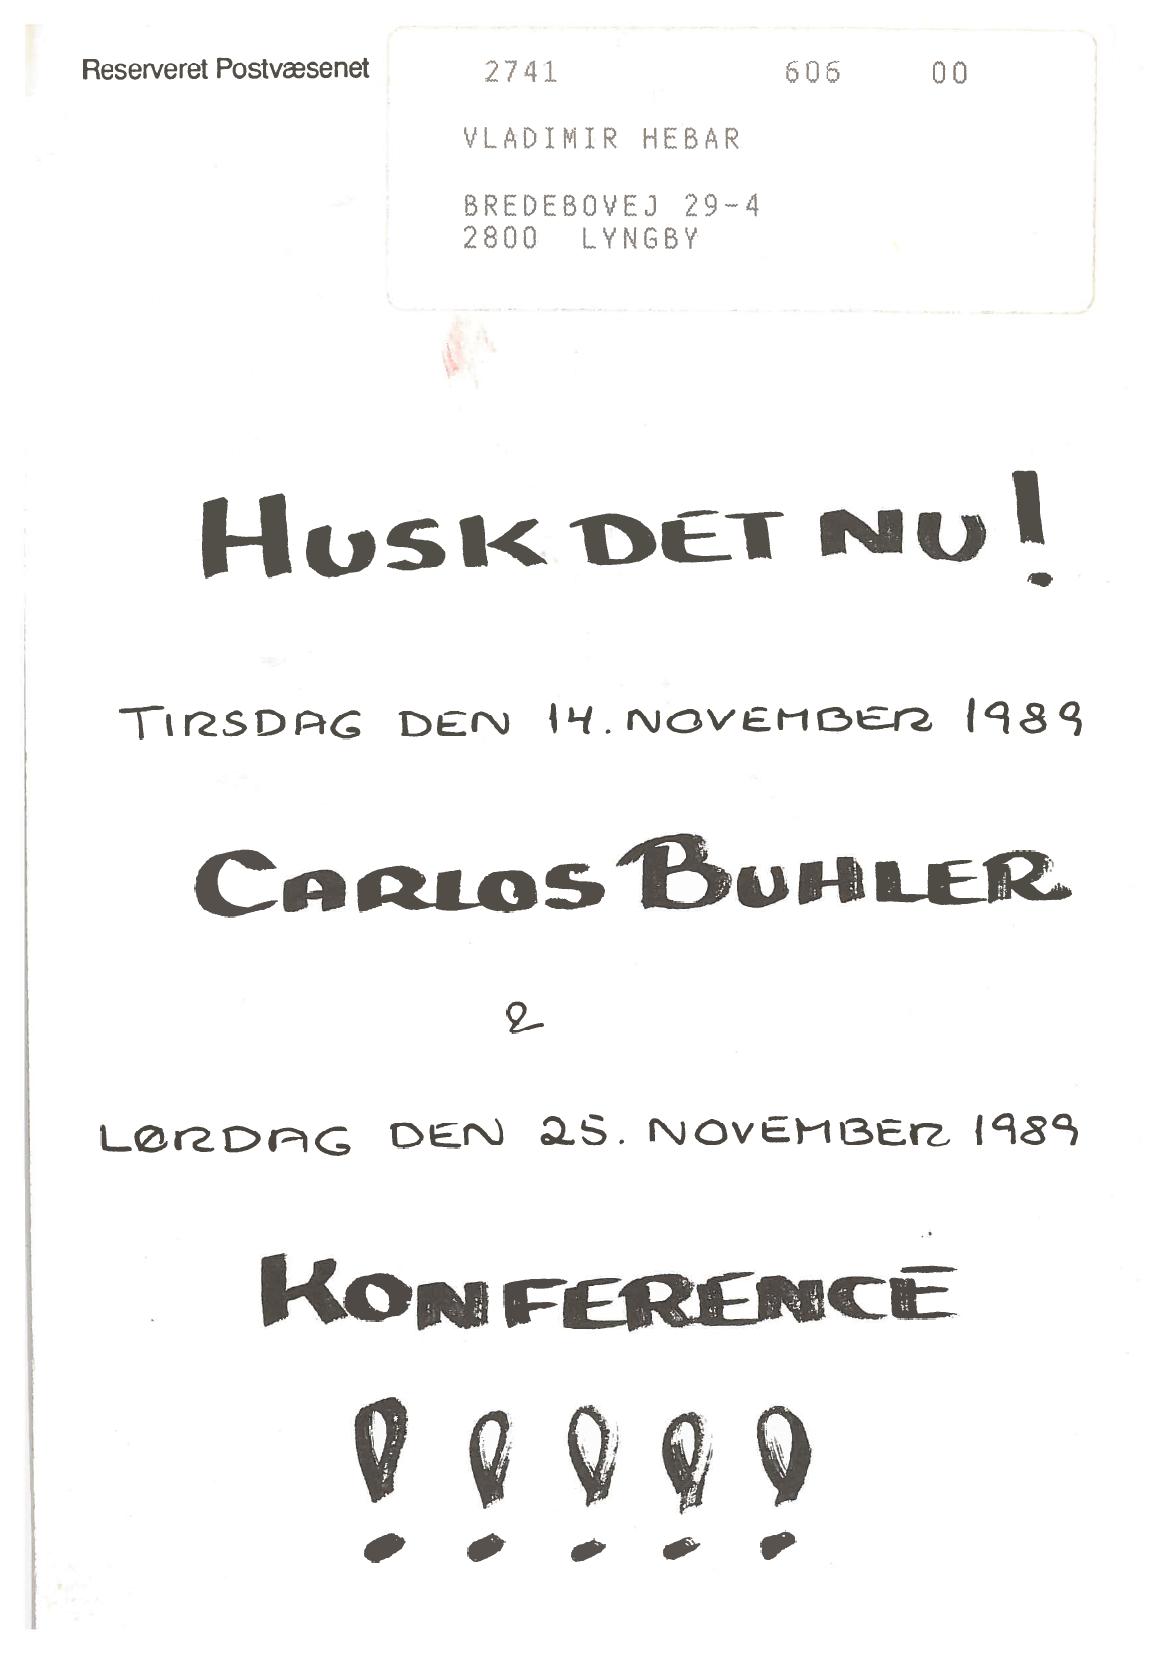 Reserveret Postvæsenet
2741 606 00
VLADIMIR HEBAR
BREDEBOVEJ 29-4
2800 LYNGBY
HUSK DET NU!
TIRSDAG DEN 14. NOVEMBER 1989
CARLOS BUHLER
&
LØRDAG DEN 25. NOVEMBER 1989
KONFERENCE
!!!!!